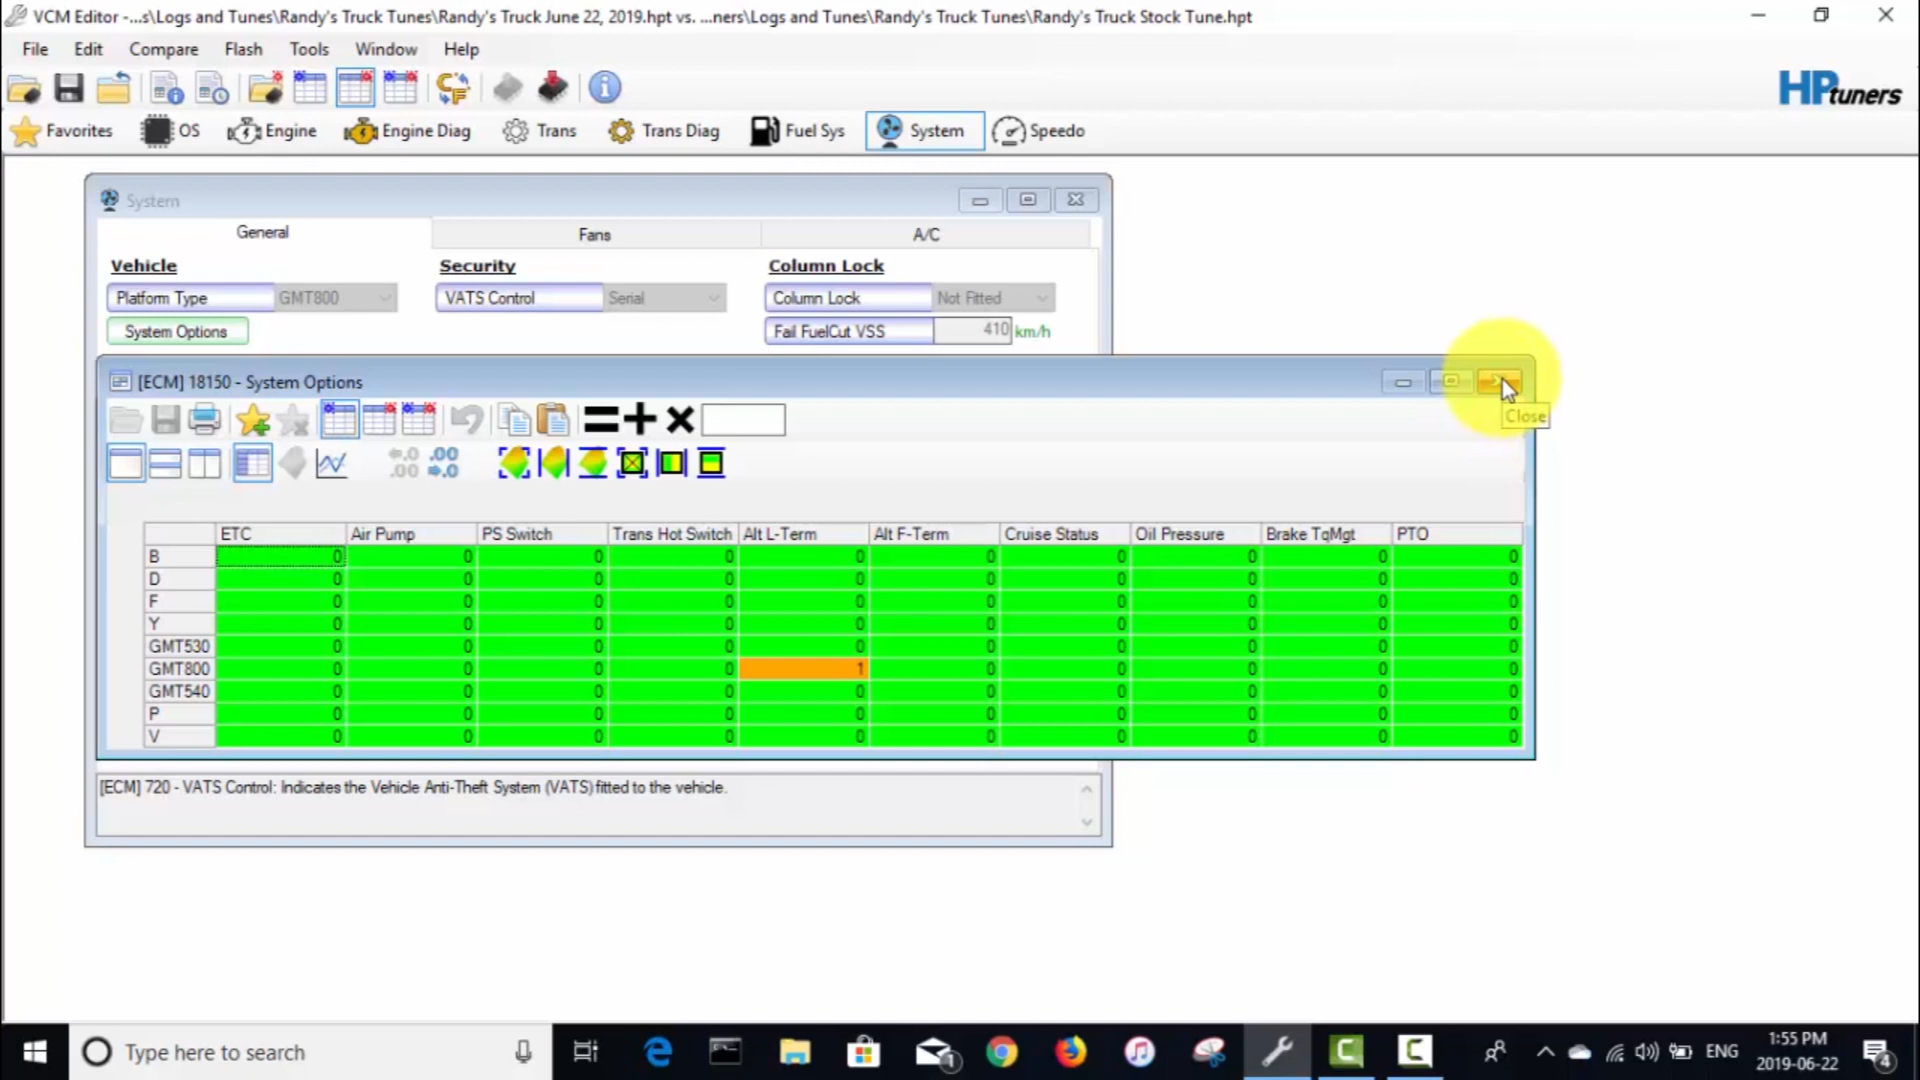 VCM Editor -...s\Logs and Tunes\Randy's Truck Tunes\Randy's Truck June 22, 2019.hpt vs. ...ners\Logs and Tunes\Randy's Truck Tunes\Randy's Truck Stock Tune.hpt
File Edit Compare Flash Tools Window Help
HPtuners
Favorites OS Engine Engine Diag Trans Trans Diag Fuel Sys System Speedo
System
General Fans A/C
Vehicle Security Column Lock
Platform Type GMT800 VATS Control Serial Column Lock Not Fitted
System Options Fail FuelCut VSS 410 km/h
[ECM] 18150 - System Options
Close
ETC Air Pump PS Switch Trans Hot Switch Alt L-Term Alt F-Term Cruise Status Oil Pressure Brake TqMgt PTO
B 0 0 0 0 0 0 0 0 0 0
D 0 0 0 0 0 0 0 0 0 0
F 0 0 0 0 0 0 0 0 0 0
Y 0 0 0 0 0 0 0 0 0 0
GMT530 0 0 0 0 0 0 0 0 0 0
GMT800 0 0 0 0 1 0 0 0 0 0
GMT540 0 0 0 0 0 0 0 0 0 0
P 0 0 0 0 0 0 0 0 0 0
V 0 0 0 0 0 0 0 0 0 0
[ECM] 720 - VATS Control: Indicates the Vehicle Anti-Theft System (VATS) fitted to the vehicle.
Type here to search
1
ENG
1:55 PM
2019-06-22
4